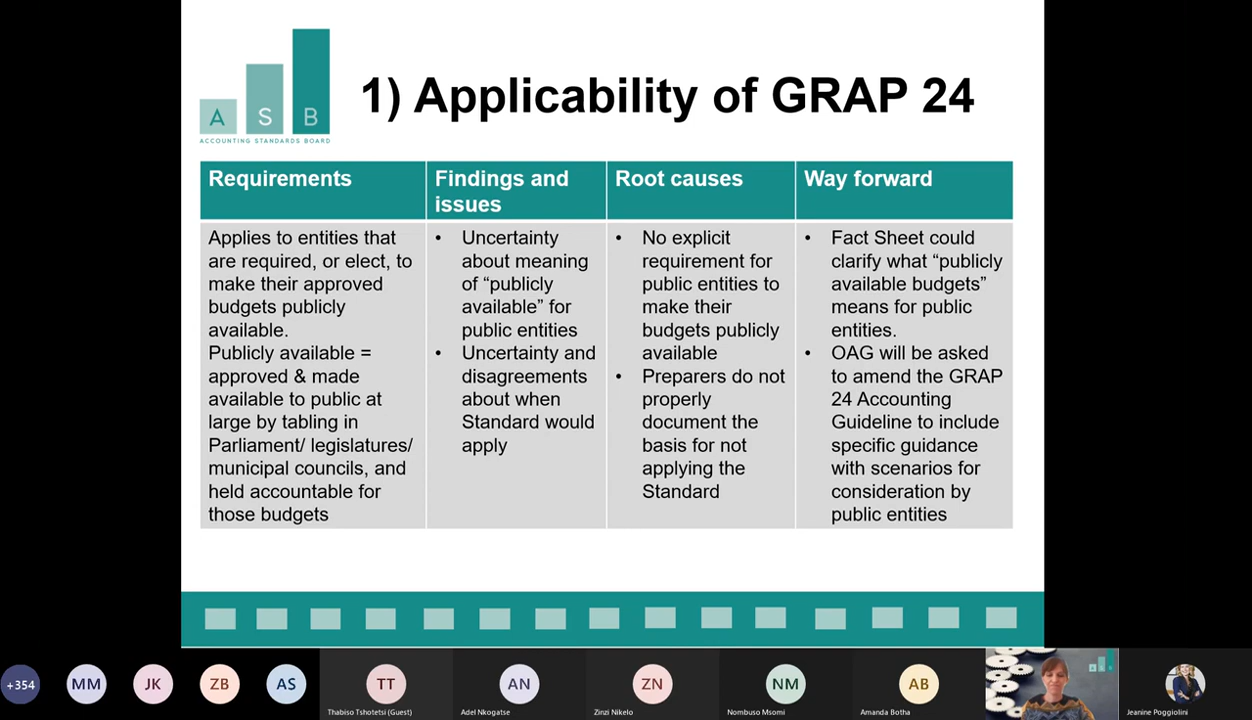 A S B
ACCOUNTING STANDARDS BOARD
1) Applicability of GRAP 24
Requirements
Applies to entities that
are required, or elect, to
make their approved
budgets publicly
available.
Publicly available =
approved & made
available to public at
large by tabling in
Parliament/ legislatures/
municipal councils, and
held accountable for
those budgets
Findings and
issues
• Uncertainty
about meaning
of “publicly
available” for
public entities
• Uncertainty and
disagreements
about when
Standard would
apply
Root causes
• No explicit
requirement for
public entities to
make their
budgets publicly
available
• Preparers do not
properly
document the
basis for not
applying the
Standard
Way forward
• Fact Sheet could
clarify what “publicly
available budgets”
means for public
entities.
• OAG will be asked
to amend the GRAP
24 Accounting
Guideline to include
specific guidance
with scenarios for
consideration by
public entities
+354
MM
JK
ZB
AS
TT
Thabiso Tshotetsi (Guest)
AN
Adel Nkogatse
ZN
Zinzi Nikelo
NM
Nombuso Msomi
AB
Amanda Botha
Jeanine Poggiolini